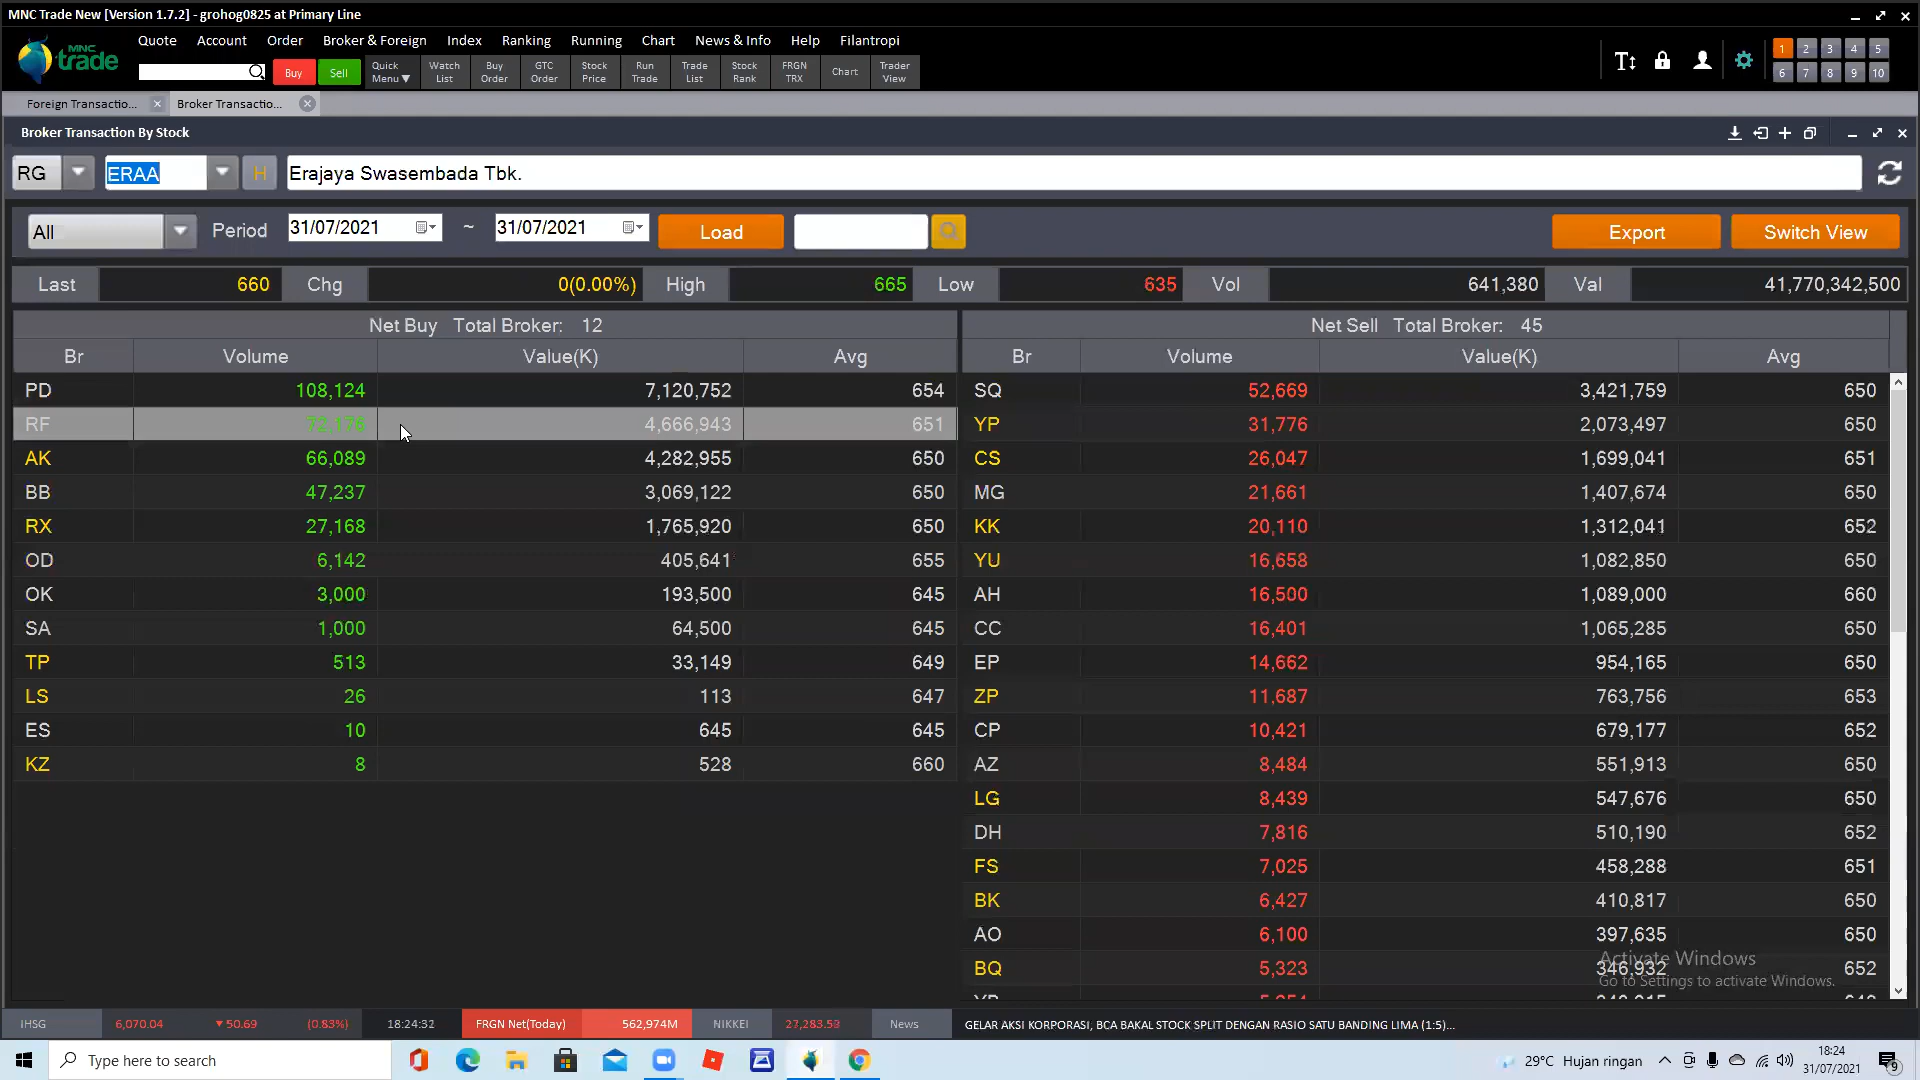 MNC Trade New [Version 1.7.2] - grohog0825 at Primary Line
MNC trade
Quote Account Order Broker & Foreign Index Ranking Running Chart News & Info Help Filantropi
Buy Sell Quick Menu ▼ Watch List Buy Order GTC Order Stock Price Run Trade Trade List Stock Rank FRGN TRX Chart Trader View
1 2 3 4 5
6 7 8 9 10
Foreign Transactio... Broker Transactio...
Broker Transaction By Stock
RG ERAA H Erajaya Swasembada Tbk.
All Period 31/07/2021 ~ 31/07/2021 Load Export Switch View
Last 660 Chg 0(0.00%) High 665 Low 635 Vol 641,380 Val 41,770,342,500
Net Buy Total Broker: 12 Net Sell Total Broker: 45
Br Volume Value(K) Avg Br Volume Value(K) Avg
PD 108,124 7,120,752 654 SQ 52,669 3,421,759 650
RF 72,176 4,666,943 651 YP 31,776 2,073,497 650
AK 66,089 4,282,955 650 CS 26,047 1,699,041 651
BB 47,237 3,069,122 650 MG 21,661 1,407,674 650
RX 27,168 1,765,920 650 KK 20,110 1,312,041 652
OD 6,142 405,641 655 YU 16,658 1,082,850 650
OK 3,000 193,500 645 AH 16,500 1,089,000 660
SA 1,000 64,500 645 CC 16,401 1,065,285 650
TP 513 33,149 649 EP 14,662 954,165 650
LS 26 113 647 ZP 11,687 763,756 653
ES 10 645 645 CP 10,421 679,177 652
KZ 8 528 660 AZ 8,484 551,913 650
LG 8,439 547,676 650
DH 7,816 510,190 652
FS 7,025 458,288 651
BK 6,427 410,817 650
AO 6,100 397,635 650
BQ 5,323 346,932 652
Activate Windows
Go to Settings to activate Windows.
IHSG 6,070.04 ▼50.69 (0.83%) 18:24:32 FRGN Net(Today) 562,974M NIKKEI 27,283.59 News GELAR AKSI KORPORASI, BCA BAKAL STOCK SPLIT DENGAN RASIO SATU BANDING LIMA (1:5)...
Type here to search 29°C Hujan ringan 18:24
31/07/2021 9